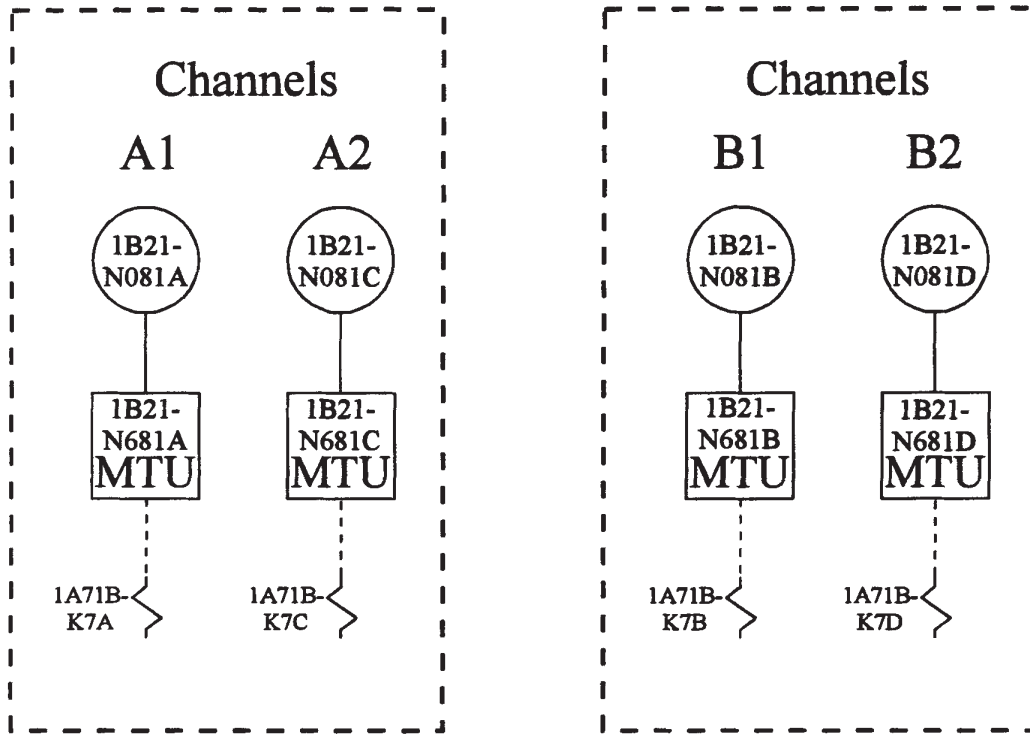 Channels
A1 A2
1B21-
N081A
1B21-
N081C
1B21-
N681A
MTU
1B21-
N681C
MTU
1A71B-
K7A
1A71B-
K7C
Channels
B1 B2
1B21-
N081B
1B21-
N081D
1B21-
N681B
MTU
1B21-
N681D
MTU
1A71B-
K7B
1A71B-
K7D